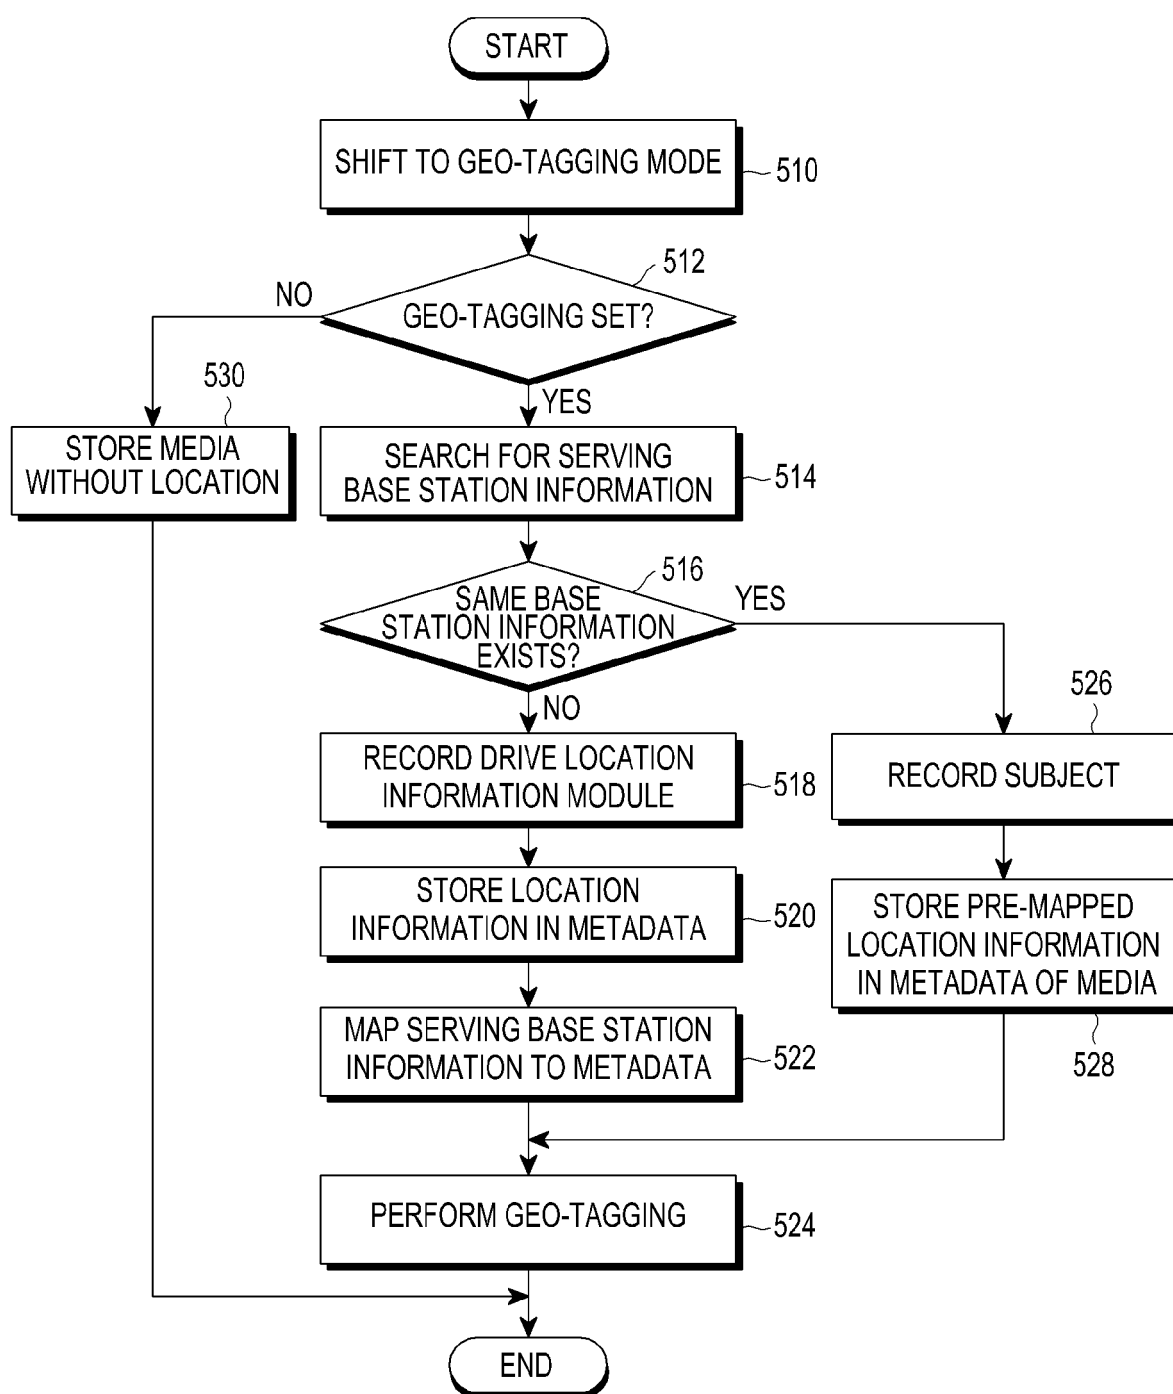 START
SHIFT TO GEO-TAGGING MODE
510
512
NO
GEO-TAGGING SET?
530
YES
STORE MEDIA
WITHOUT LOCATION
SEARCH FOR SERVING
BASE STATION INFORMATION
514
516
SAME BASE
STATION INFORMATION
EXISTS?
YES
NO
526
RECORD DRIVE LOCATION
INFORMATION MODULE
518
RECORD SUBJECT
STORE LOCATION
INFORMATION IN METADATA
520
STORE PRE-MAPPED
LOCATION INFORMATION
IN METADATA OF MEDIA
528
MAP SERVING BASE STATION
INFORMATION TO METADATA
522
PERFORM GEO-TAGGING
524
END